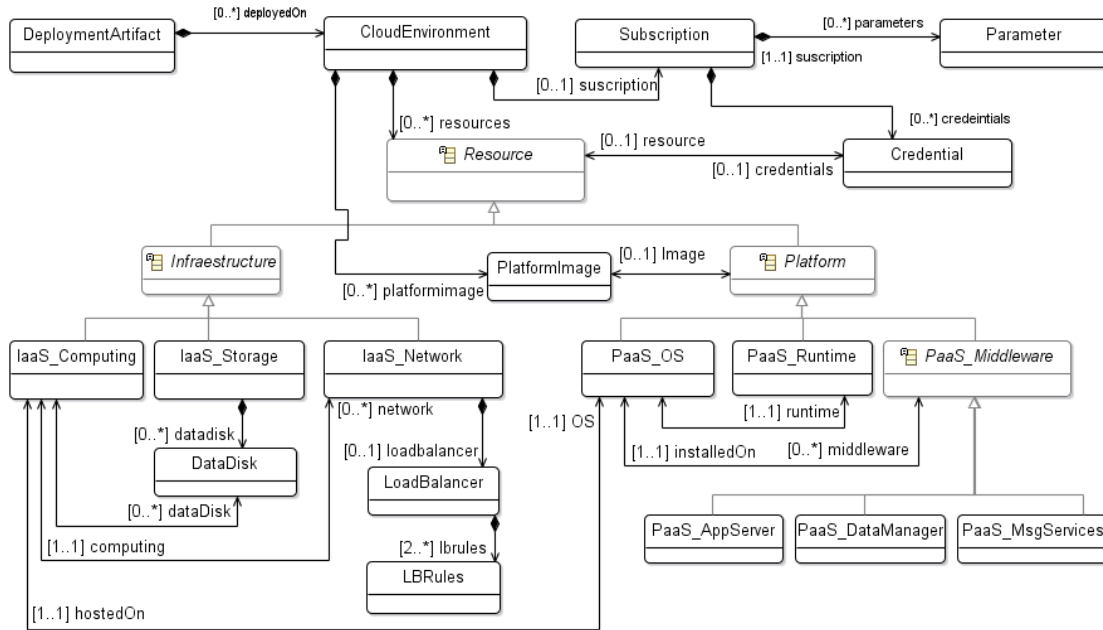 [0..*] deployedOn
DeploymentArtifact
CloudEnvironment
Subscription
[0..*] parameters
Parameter
[1..1] suscription
[0..1] suscription
[0..*] resources
[0..*] credeintials
Resource
[0..1] resource
[0..1] credentials
Credential
Infraestructure
PlatformImage
[0..1] Image
Platform
[0..*] platformimage
IaaS_Computing
IaaS_Storage
IaaS_Network
PaaS_OS
PaaS_Runtime
PaaS_Middleware
[0..*] network
[1..1] OS
[1..1] runtime
[0..*] datadisk
[0..1] loadbalancer
[1..1] installedOn
[0..*] middleware
DataDisk
LoadBalancer
[0..*] dataDisk
[1..1] computing
[2..*] lbrules
PaaS_AppServer
PaaS_DataManager
PaaS_MsgServices
LBRules
[1..1] hostedOn